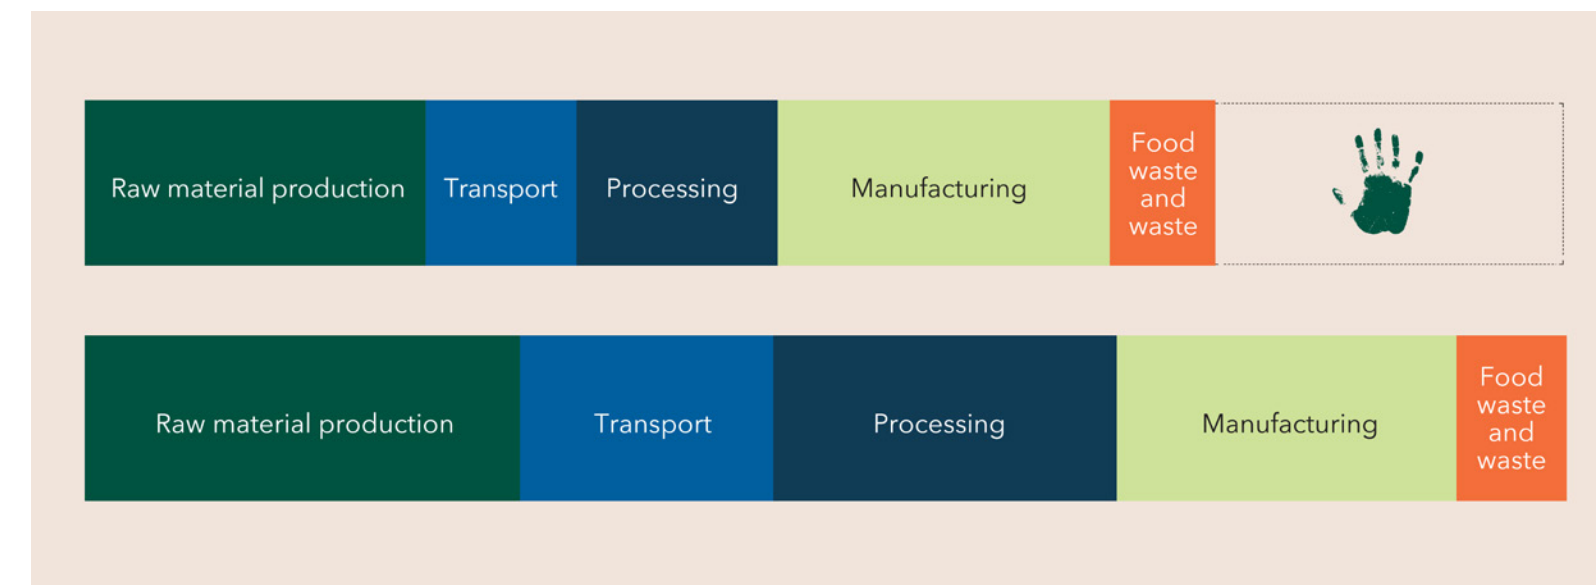 Raw material production
Transport
Processing
Manufacturing
Food
waste
and
waste
Raw material production
Transport
Processing
Manufacturing
Food
waste
and
waste